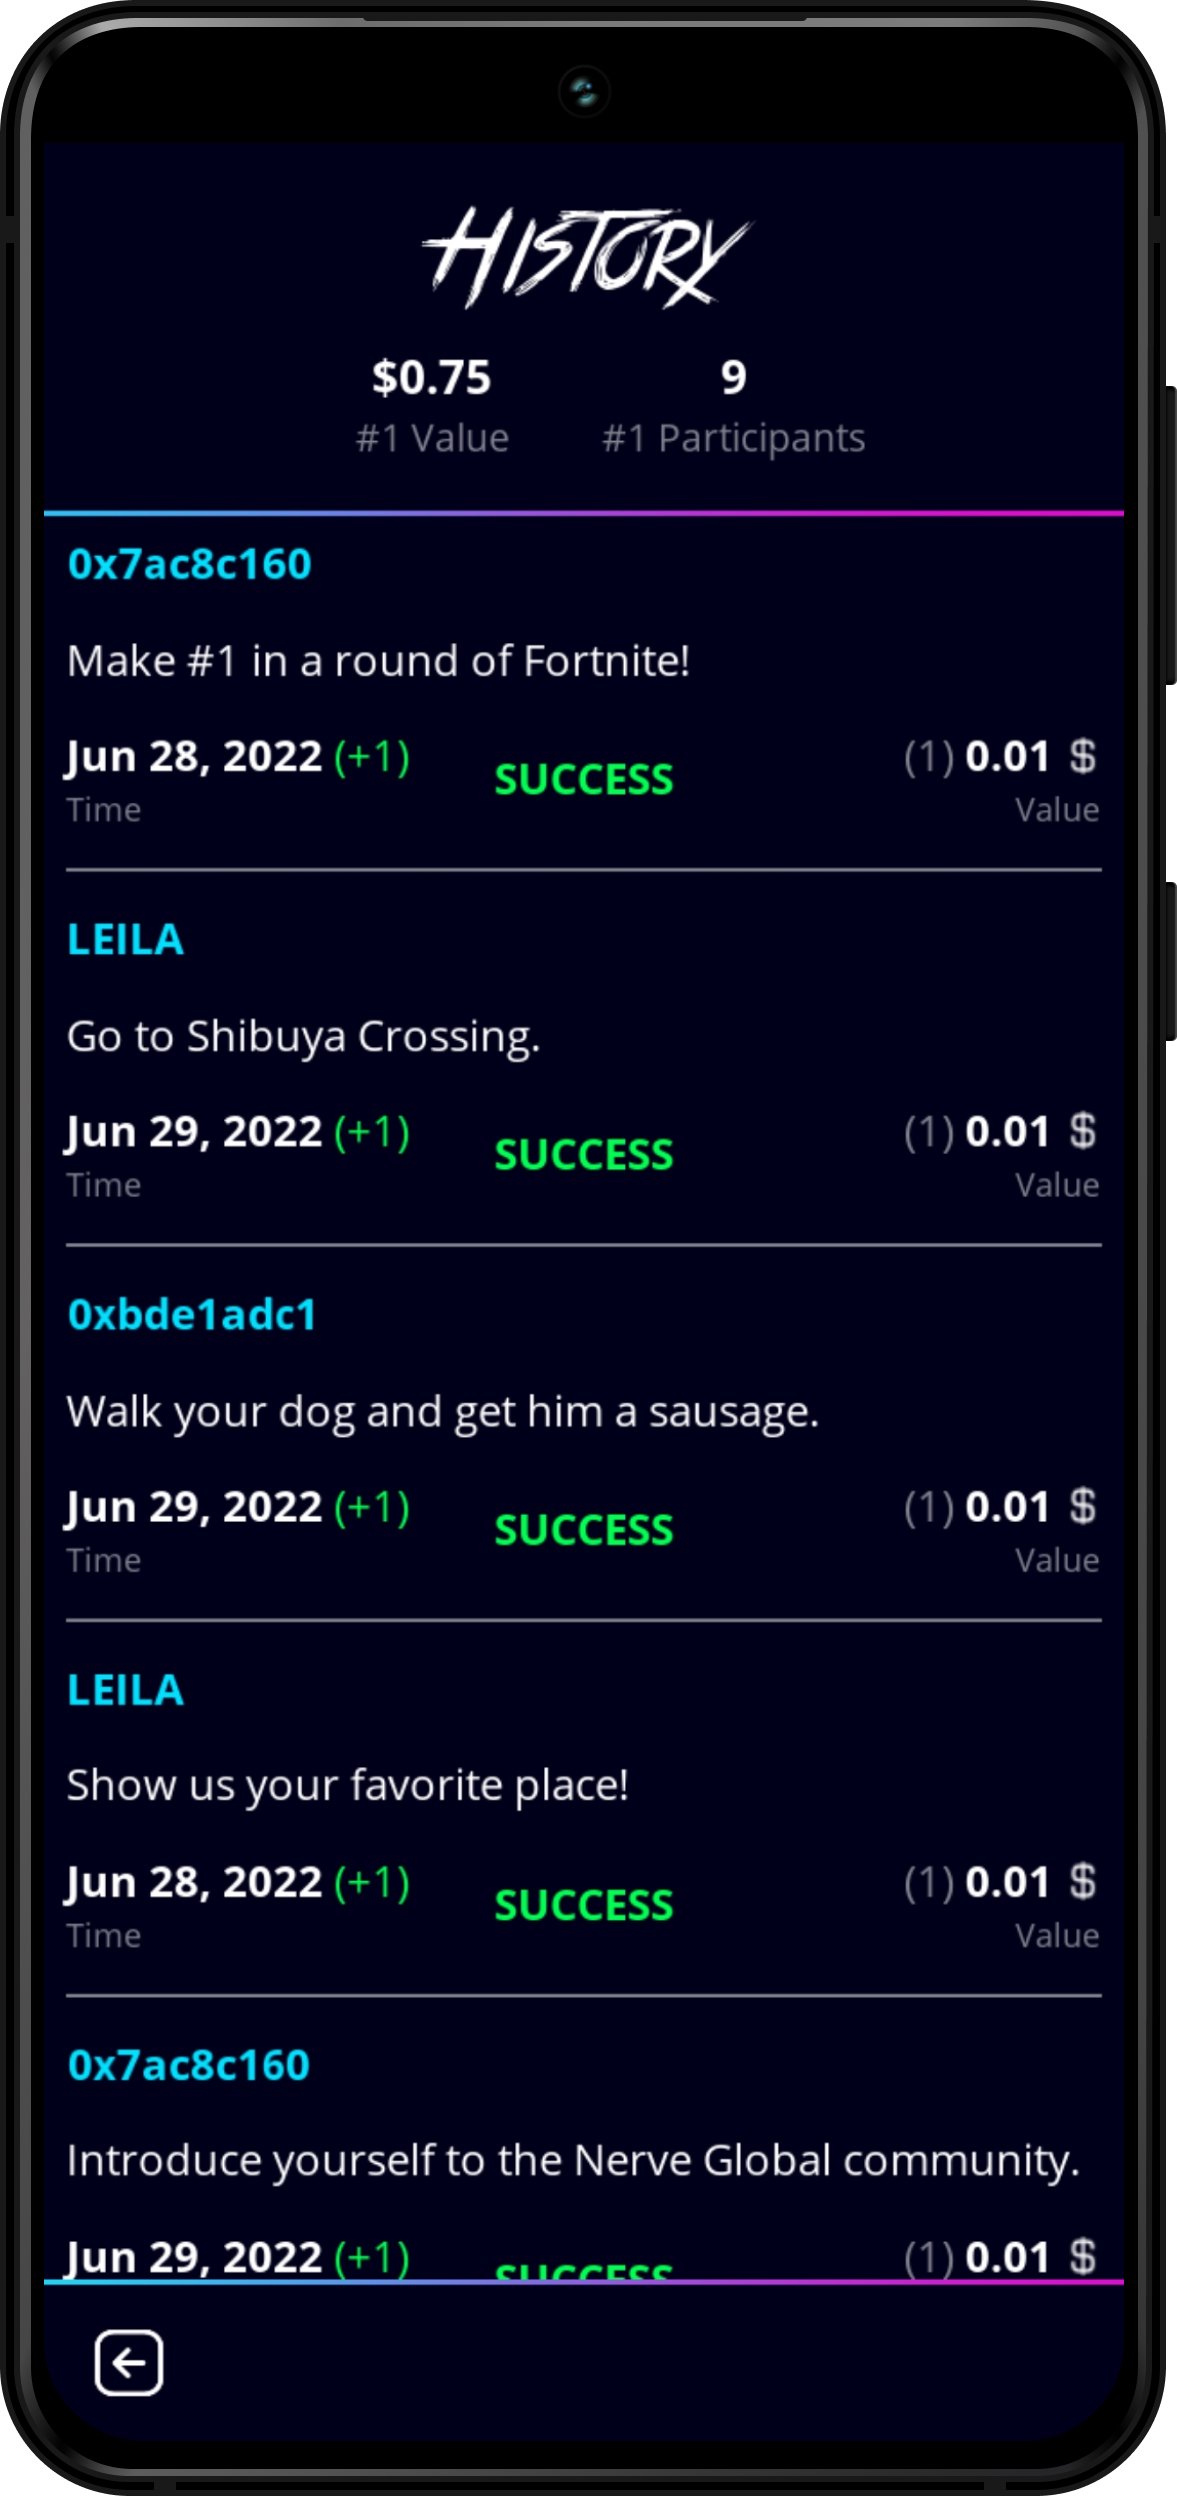 HISTORY
$0.75 9
#1 Value #1 Participants
0x7ac8c160
Make #1 in a round of Fortnite!
Jun 28, 2022 (+1) SUCCESS (1) 0.01 $
Time Value
LEILA
Go to Shibuya Crossing.
Jun 29, 2022 (+1) SUCCESS (1) 0.01 $
Time Value
0xbde1adc1
Walk your dog and get him a sausage.
Jun 29, 2022 (+1) SUCCESS (1) 0.01 $
Time Value
LEILA
Show us your favorite place!
Jun 28, 2022 (+1) SUCCESS (1) 0.01 $
Time Value
0x7ac8c160
Introduce yourself to the Nerve Global community.
Jun 29, 2022 (+1) SUCCESS (1) 0.01 $